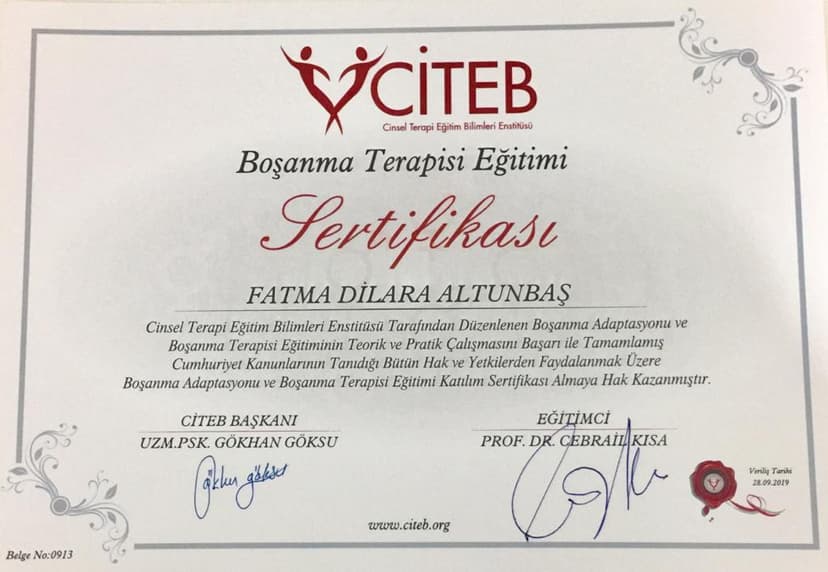 CİTEB
Cinsel Terapi Eğitim Bilimleri Enstitüsü
Boşanma Terapisi Eğitimi
Sertifikası
FATMA DİLARA ALTUNBAŞ
Cinsel Terapi Eğitim Bilimleri Enstitüsü Tarafından Düzenlenen Boşanma Adaptasyonu ve
Boşanma Terapisi Eğitiminin Teorik ve Pratik Çalışmasını Başarı ile Tamamlamış
Cumhuriyet Kanunlarının Tanıdığı Bütün Hak ve Yetkilerden Faydalanmak Üzere
Boşanma Adaptasyonu ve Boşanma Terapisi Eğitimi Katılım Sertifikası Almaya Hak Kazanmıştır.
CİTEB BAŞKANI
UZM.PSK. GÖKHAN GÖKSU
Gökhan göksu
EĞİTİMCİ
PROF. DR. CEBRAİL KISA
Veriliş Tarihi
28.09.2019
www.citeb.org
Belge No:0913